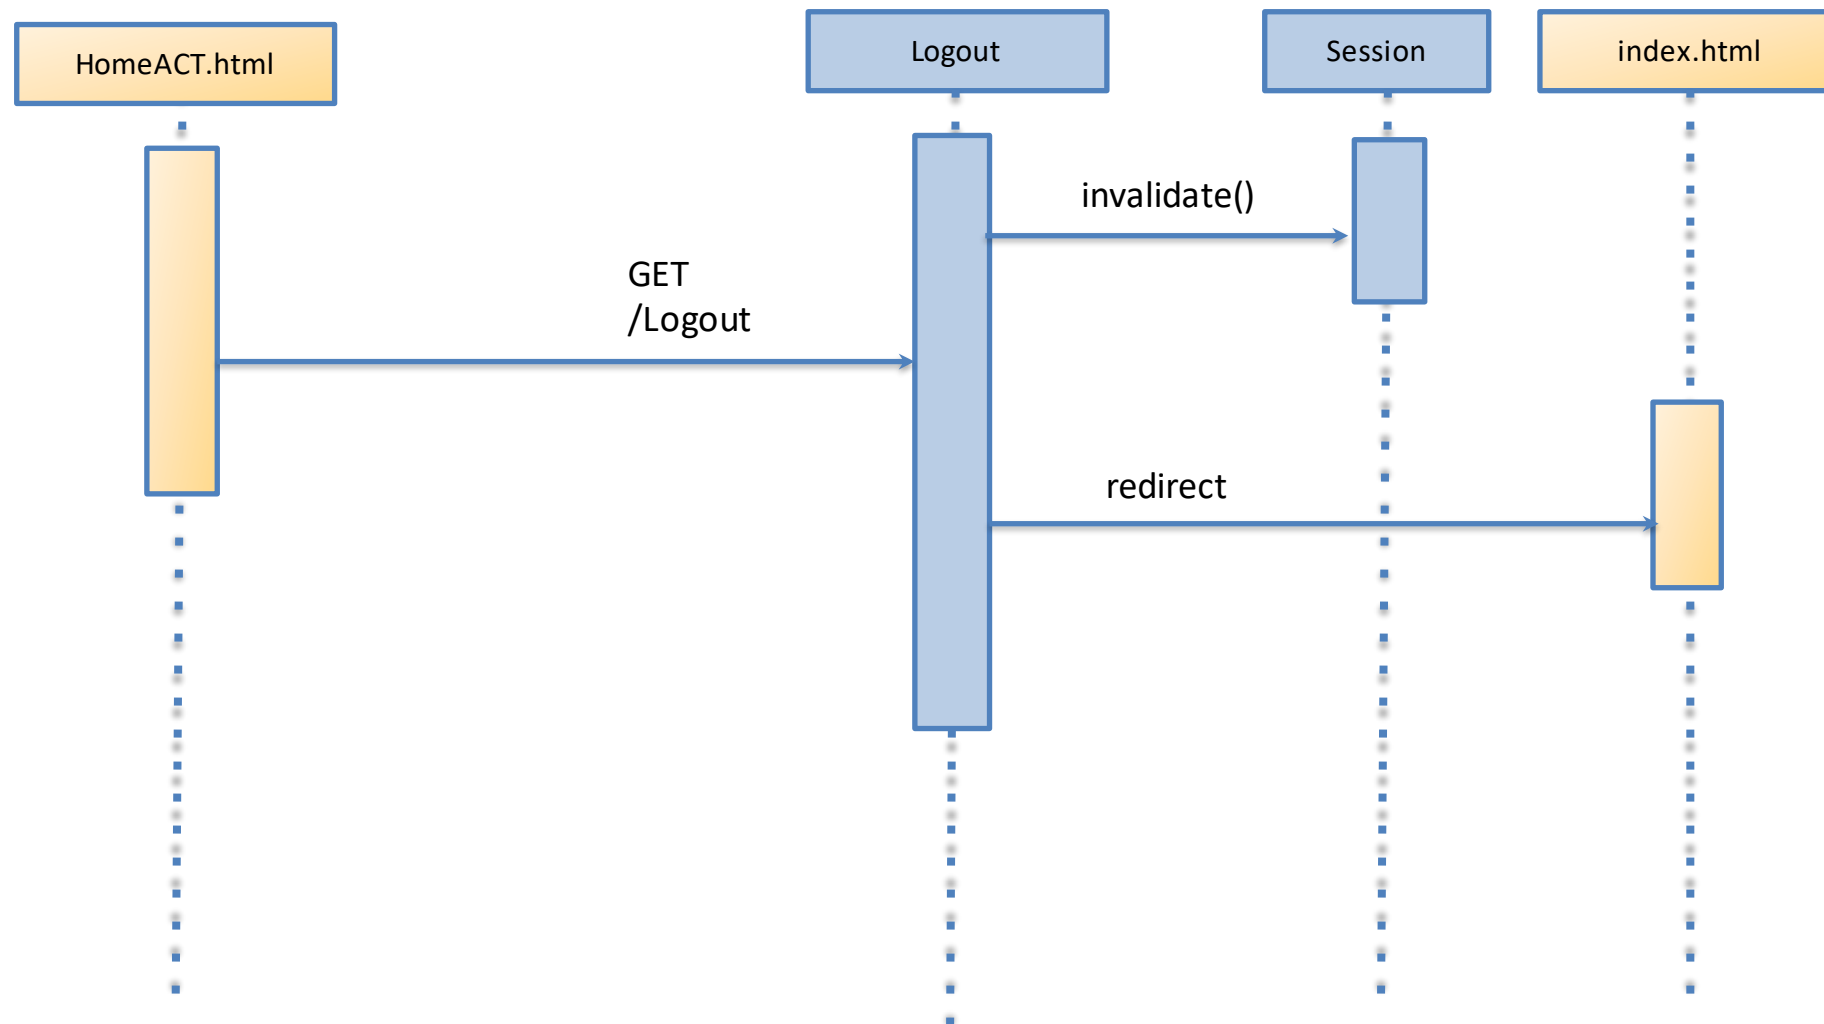 HomeACT.html
Logout
Session
index.html
invalidate()
GET
/Logout
redirect